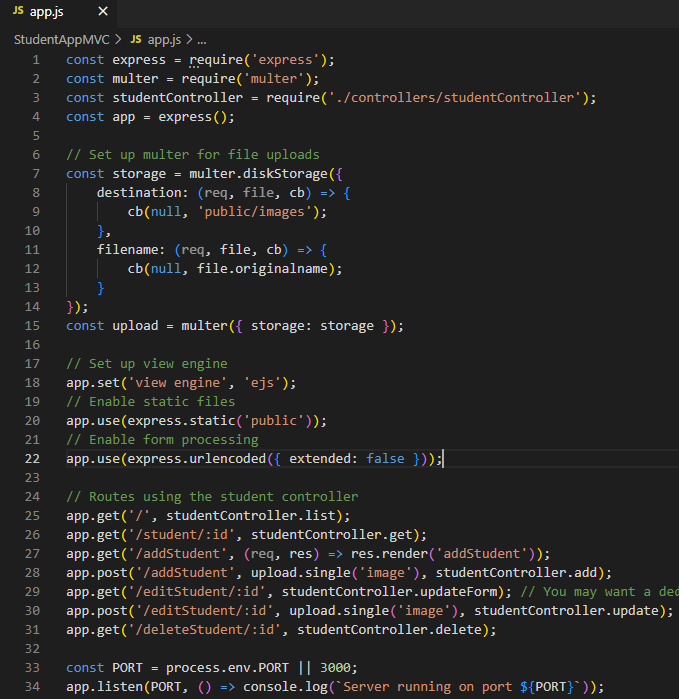 JS app.js ×
StudentAppMVC > JS app.js > ...
1 const express = require('express');
2 const multer = require('multer');
3 const studentController = require('./controllers/studentController');
4 const app = express();
5
6 // Set up multer for file uploads
7 const storage = multer.diskStorage({
8     destination: (req, file, cb) => {
9         cb(null, 'public/images');
10     },
11     filename: (req, file, cb) => {
12         cb(null, file.originalname);
13     }
14 });
15 const upload = multer({ storage: storage });
16
17 // Set up view engine
18 app.set('view engine', 'ejs');
19 // Enable static files
20 app.use(express.static('public'));
21 // Enable form processing
22 app.use(express.urlencoded({ extended: false }));
23
24 // Routes using the student controller
25 app.get('/', studentController.list);
26 app.get('/student/:id', studentController.get);
27 app.get('/addStudent', (req, res) => res.render('addStudent'));
28 app.post('/addStudent', upload.single('image'), studentController.add);
29 app.get('/editStudent/:id', studentController.updateForm); // You may want a ded
30 app.post('/editStudent/:id', upload.single('image'), studentController.update);
31 app.get('/deleteStudent/:id', studentController.delete);
32
33 const PORT = process.env.PORT || 3000;
34 app.listen(PORT, () => console.log(`Server running on port ${PORT}`));